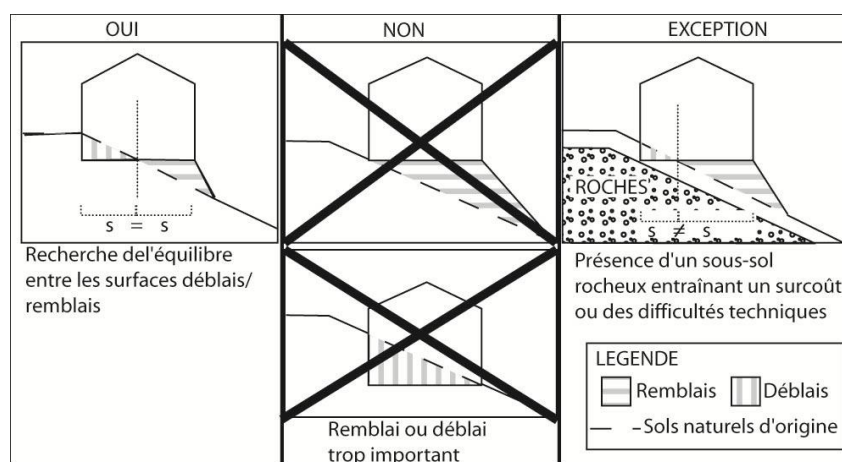 OUI
s = s
Recherche del'équilibre
entre les surfaces déblais/
remblais
NON
Remblai ou déblai
trop important
EXCEPTION
ROCHES
s ≠ s
Présence d'un sous-sol
rocheux entraînant un surcoût
ou des difficultés techniques
LEGENDE
Remblais Déblais
Sols naturels d'origine